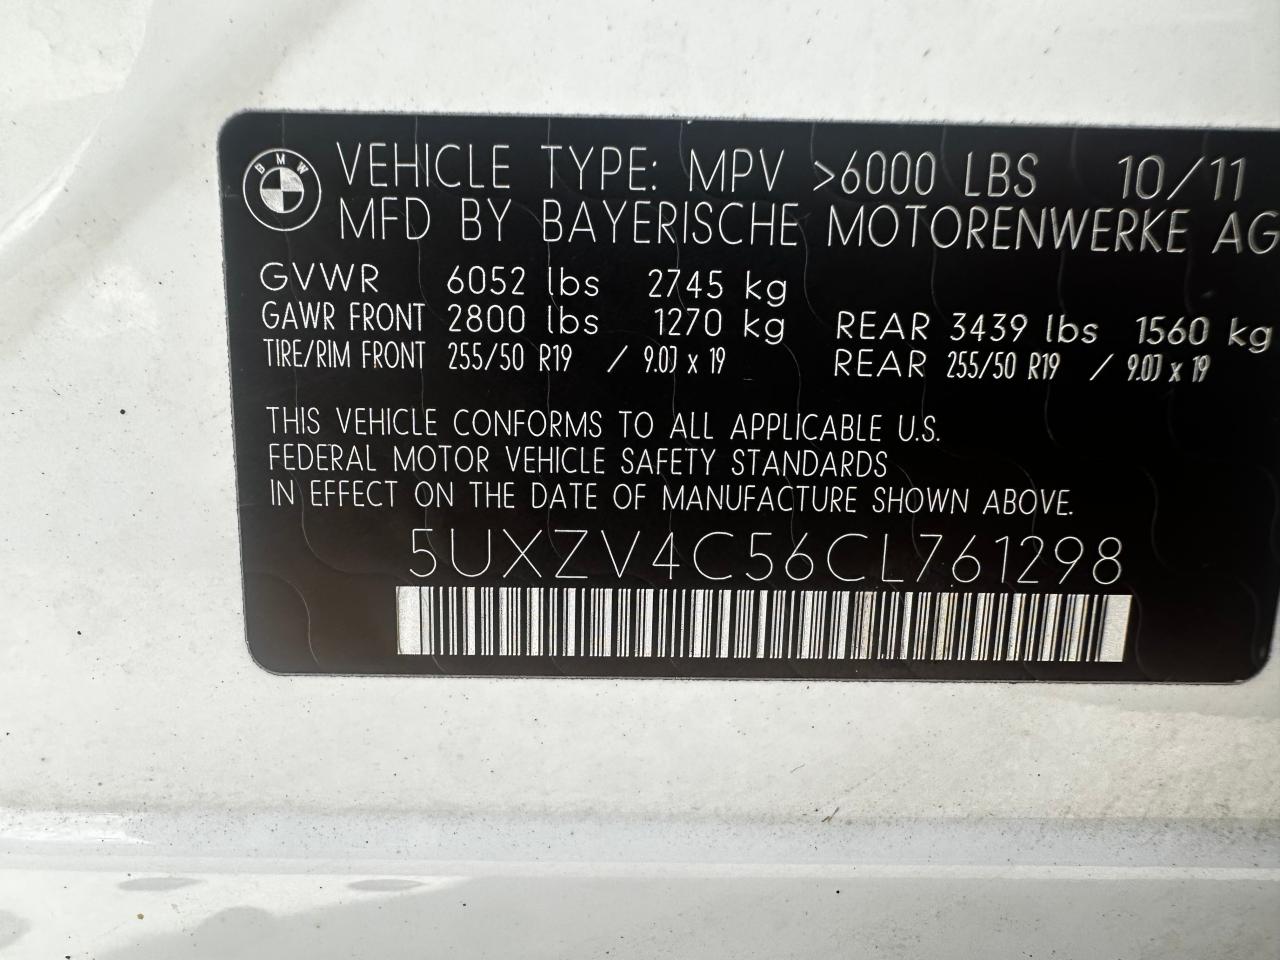 BMW
VEHICLE TYPE: MPV >6000 LBS 10/11
MFD BY BAYERISCHE MOTORENWERKE AG
GVWR 6052 lbs 2745 kg
GAWR FRONT 2800 lbs 1270 kg REAR 3439 lbs 1560 kg
TIRE/RIM FRONT 255/50 R19 / 9.0J x 19 REAR 255/50 R19 / 9.0J x 19
THIS VEHICLE CONFORMS TO ALL APPLICABLE U.S.
FEDERAL MOTOR VEHICLE SAFETY STANDARDS
IN EFFECT ON THE DATE OF MANUFACTURE SHOWN ABOVE.
5UXZV4C56CL761298